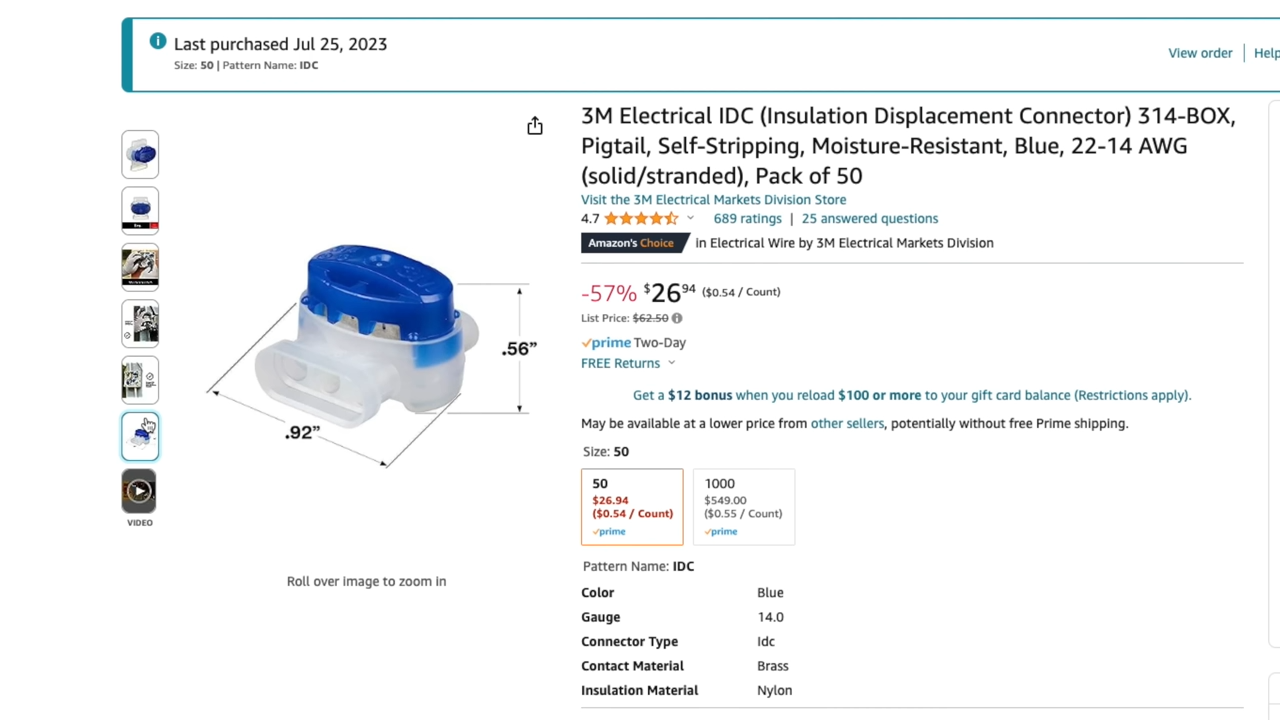 Last purchased Jul 25, 2023
Size: 50 | Pattern Name: IDC
View order
Help
3M Electrical IDC (Insulation Displacement Connector) 314-BOX,
Pigtail, Self-Stripping, Moisture-Resistant, Blue, 22-14 AWG
(solid/stranded), Pack of 50
Visit the 3M Electrical Markets Division Store
4.7
689 ratings | 25 answered questions
Amazon's Choice in Electrical Wire by 3M Electrical Markets Division
-57% $26 94 ($0.54 / Count)
List Price: $62.50
prime Two-Day
FREE Returns
Get a $12 bonus when you reload $100 or more to your gift card balance (Restrictions apply).
May be available at a lower price from other sellers, potentially without free Prime shipping.
Size: 50
50
$26.94
($0.54 / Count)
prime
1000
$549.00
($0.55 / Count)
prime
Pattern Name: IDC
Color Blue
Gauge 14.0
Connector Type Idc
Contact Material Brass
Insulation Material Nylon
.56”
.92”
VIDEO
Roll over image to zoom in